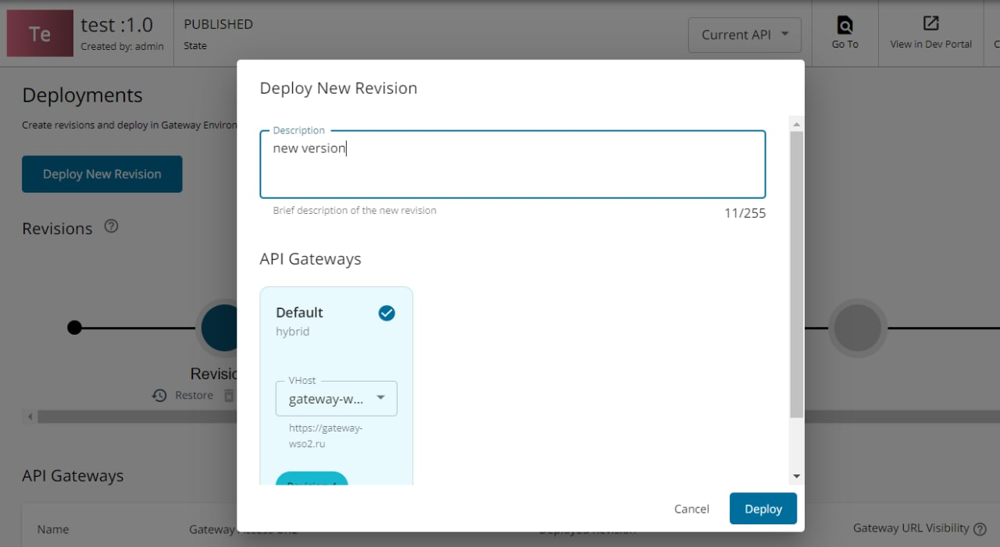 Te
test :1.0
Created by: admin
PUBLISHED
State
Current API
Go To
View in Dev Portal
Deployments
Create revisions and deploy in Gateway Environ
Deploy New Revision
Revisions
Restore
API Gateways
Name
Gateway
Gateway URL Visibility
Deploy New Revision
Description
new version
Brief description of the new revision
11/255
API Gateways
Default
hybrid
VHost
gateway-w...
https://gateway-
wso2.ru
Cancel
Deploy